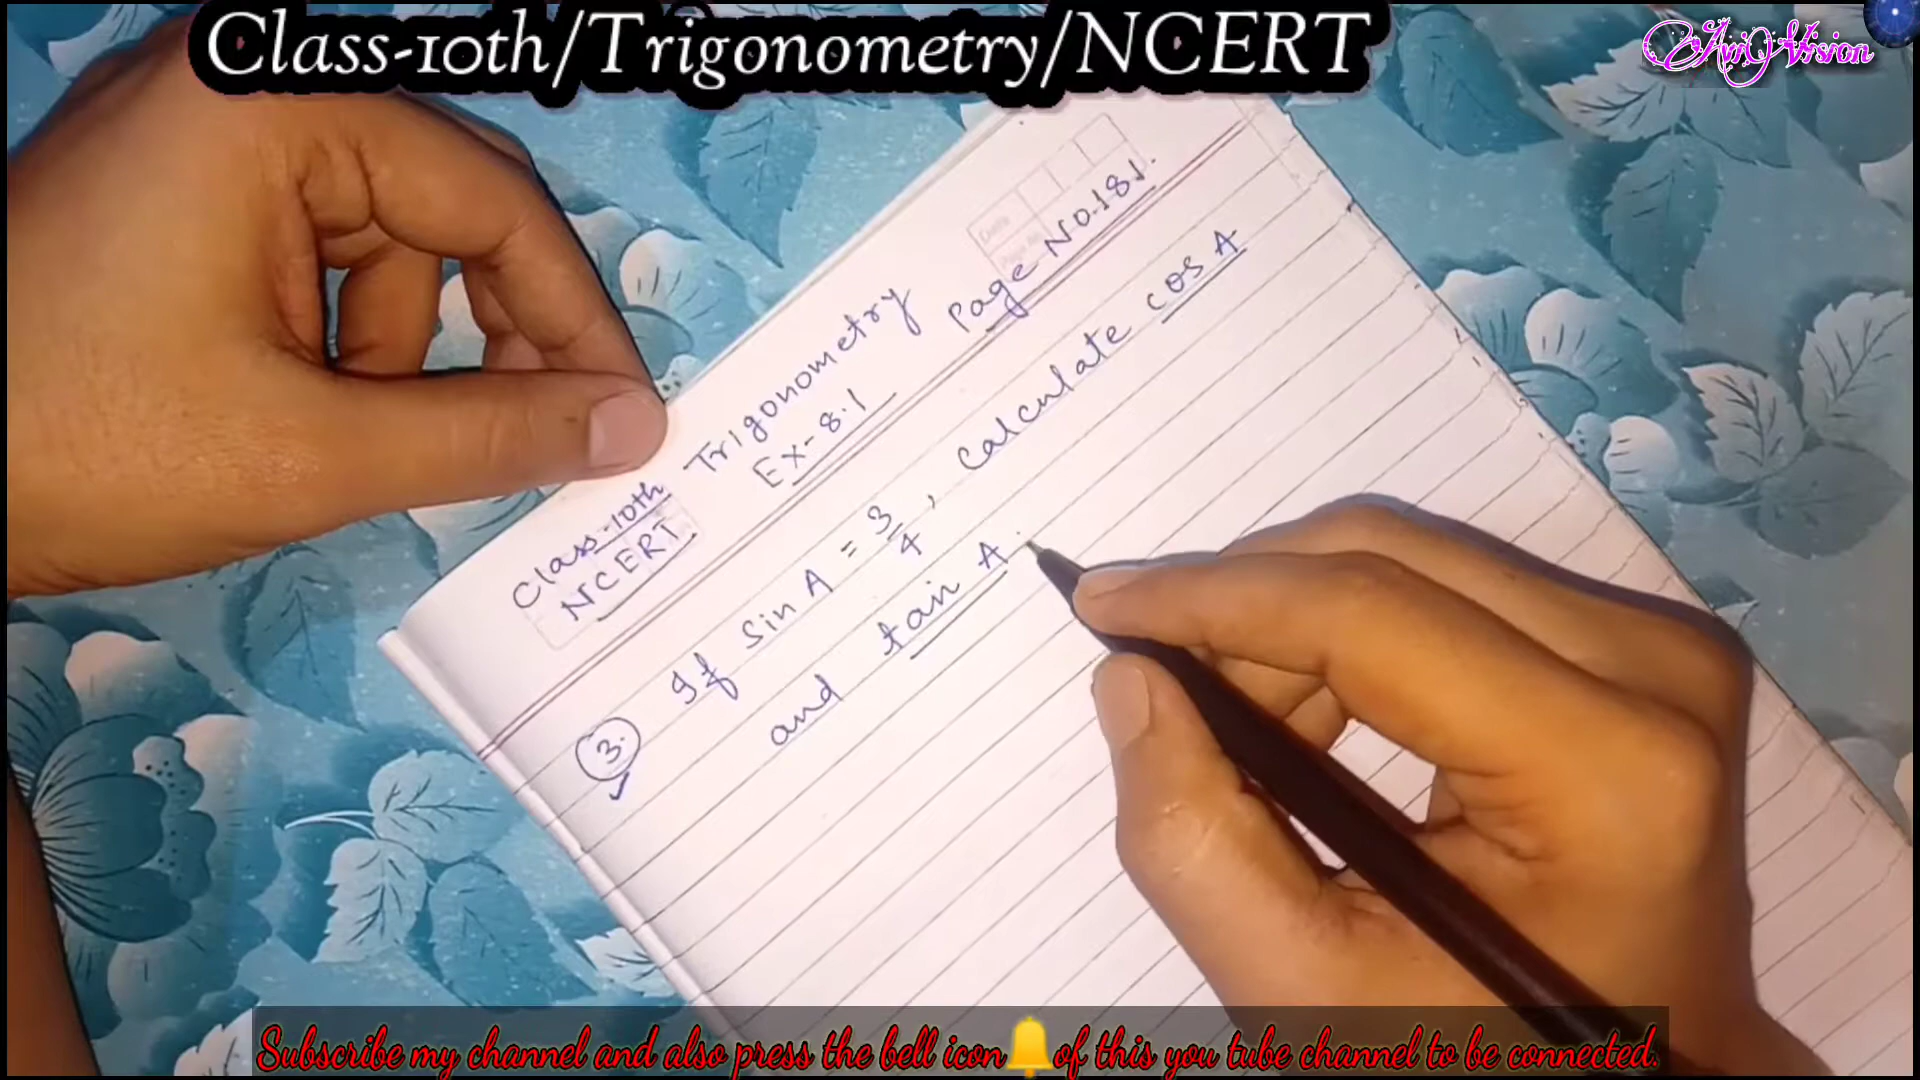 Class-10th/Trigonometry/NCERT
Avi Vision
Class-10th
NCERT
Trigonometry
Ex-8.1
Page No.181.
3. If Sin A = 3/4, calculate cos A
and tan A.
Subscribe my channel and also press the bell icon🔔of this you tube channel to be connected.